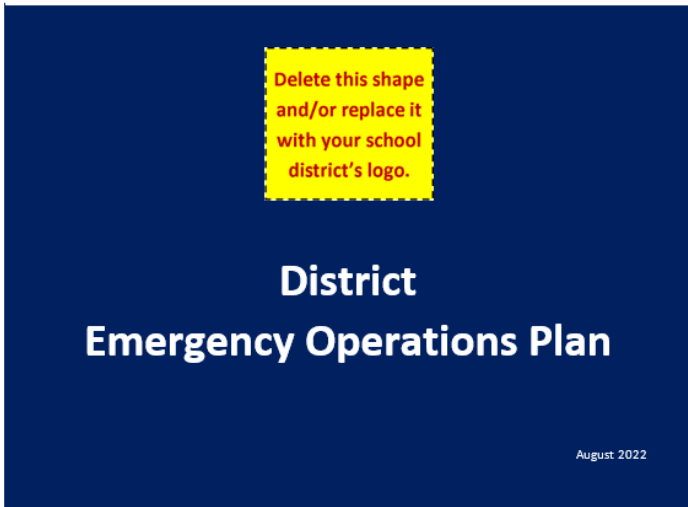 Delete this shape
and/or replace it
with your school
district's logo.
District
Emergency Operations Plan
August 2022